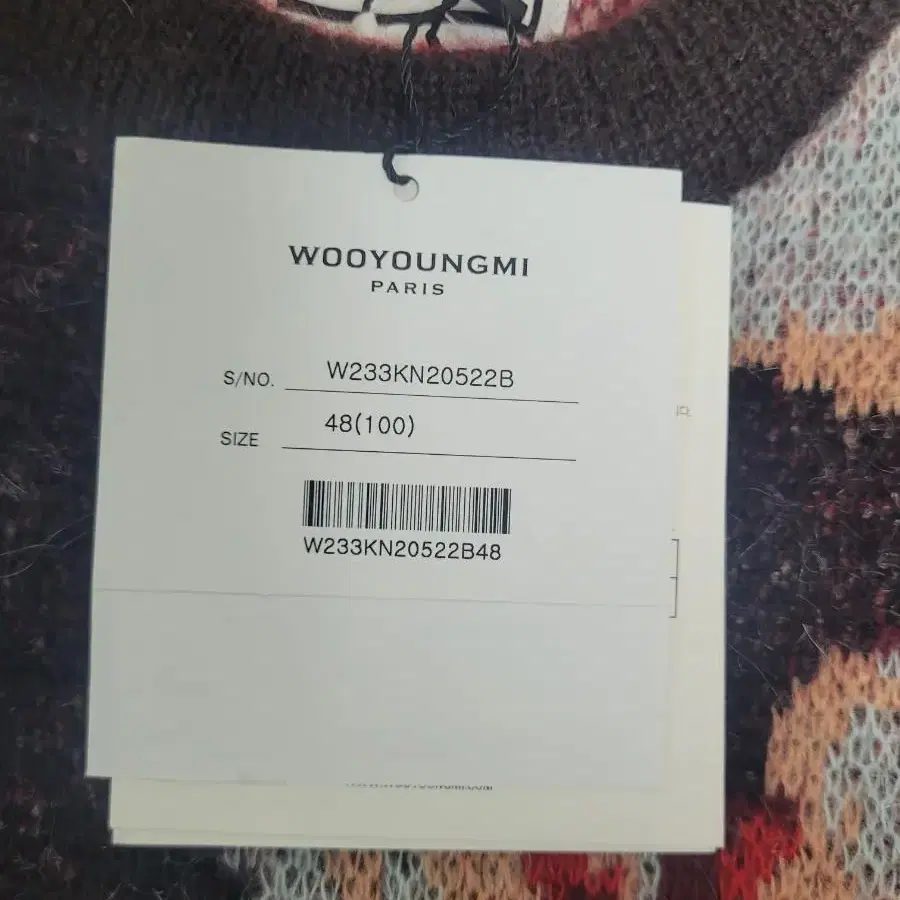 WOOYOUNGMI
PARIS
S/NO. W233KN20522B
SIZE 48(100)
W233KN20522B48